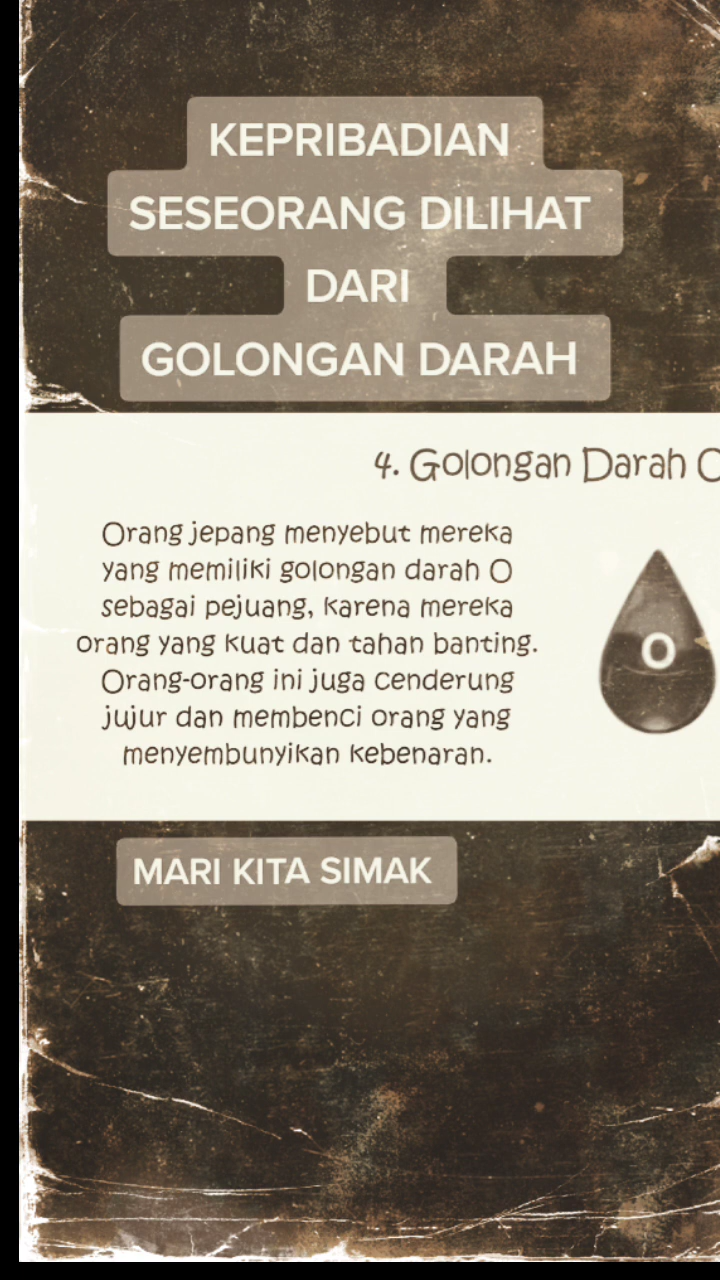 KEPRIBADIAN
SESEORANG DILIHAT
DARI
GOLONGAN DARAH
4. Golongan Darah O
Orang jepang menyebut mereka
yang memiliki golongan darah O
sebagai pejuang, karena mereka
orang yang kuat dan tahan banting.
Orang-orang ini juga cenderung
jujur dan membenci orang yang
menyembunyikan kebenaran.
O
MARI KITA SIMAK